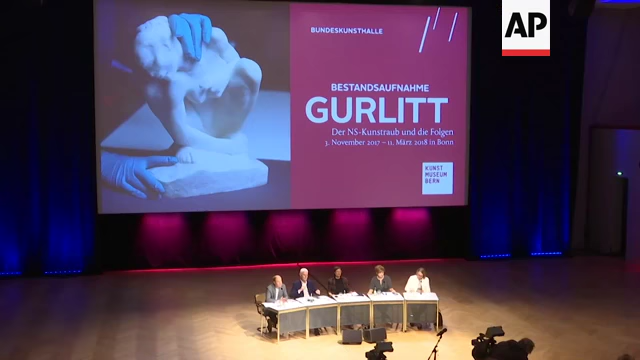 AP
BUNDESKUNSTHALLE
BESTANDSAUFNAHME
GURLITT
Der NS-Kunstraub und die Folgen
3. November 2017 – 11. März 2018 in Bonn
KUNST
MUSEUM
BERN